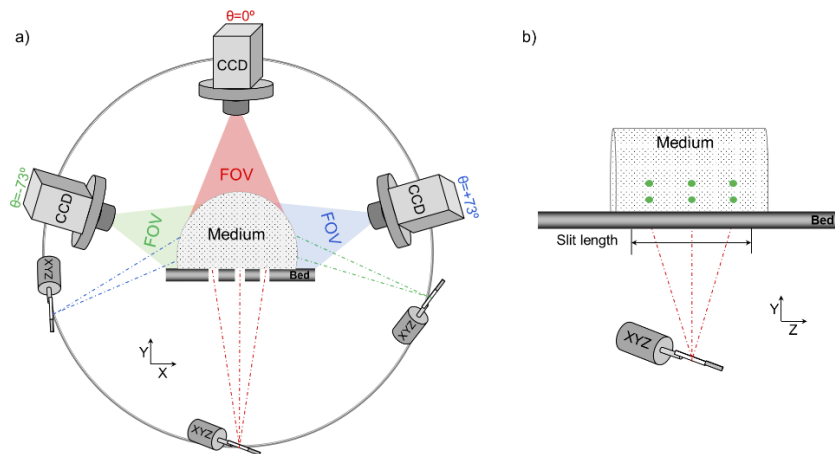 a)
θ=0º
CCD
FOV
θ=-73º
CCD
FOV
θ=+73º
CCD
FOV
Medium
Bed
XYZ
XYZ
XYZ
Y
X
b)
Medium
Bed
Slit length
XYZ
Y
Z